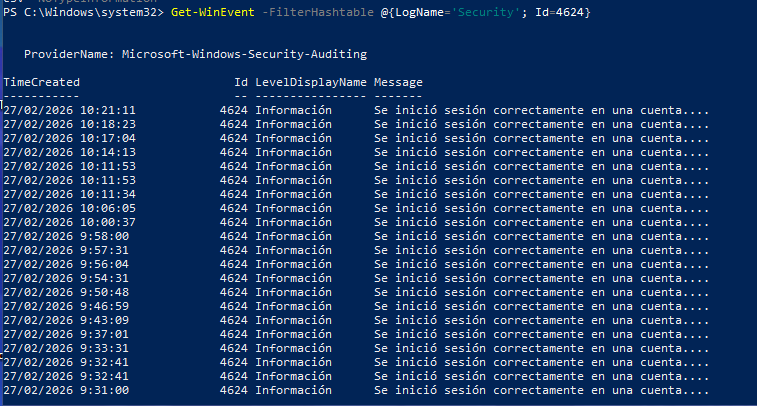 PS C:\Windows\system32> Get-WinEvent -FilterHashtable @{LogName='Security'; Id=4624}
ProviderName: Microsoft-Windows-Security-Auditing
TimeCreated Id LevelDisplayName Message
----------- -- ---------------- -------
27/02/2026 10:21:11 4624 Información Se inició sesión correctamente en una cuenta....
27/02/2026 10:18:23 4624 Información Se inició sesión correctamente en una cuenta....
27/02/2026 10:17:04 4624 Información Se inició sesión correctamente en una cuenta....
27/02/2026 10:14:13 4624 Información Se inició sesión correctamente en una cuenta....
27/02/2026 10:11:53 4624 Información Se inició sesión correctamente en una cuenta....
27/02/2026 10:11:53 4624 Información Se inició sesión correctamente en una cuenta....
27/02/2026 10:11:34 4624 Información Se inició sesión correctamente en una cuenta....
27/02/2026 10:06:05 4624 Información Se inició sesión correctamente en una cuenta....
27/02/2026 10:00:37 4624 Información Se inició sesión correctamente en una cuenta....
27/02/2026 9:58:00 4624 Información Se inició sesión correctamente en una cuenta....
27/02/2026 9:57:31 4624 Información Se inició sesión correctamente en una cuenta....
27/02/2026 9:56:04 4624 Información Se inició sesión correctamente en una cuenta....
27/02/2026 9:54:31 4624 Información Se inició sesión correctamente en una cuenta....
27/02/2026 9:50:48 4624 Información Se inició sesión correctamente en una cuenta....
27/02/2026 9:46:59 4624 Información Se inició sesión correctamente en una cuenta....
27/02/2026 9:43:09 4624 Información Se inició sesión correctamente en una cuenta....
27/02/2026 9:37:01 4624 Información Se inició sesión correctamente en una cuenta....
27/02/2026 9:33:31 4624 Información Se inició sesión correctamente en una cuenta....
27/02/2026 9:32:41 4624 Información Se inició sesión correctamente en una cuenta....
27/02/2026 9:32:41 4624 Información Se inició sesión correctamente en una cuenta....
27/02/2026 9:31:00 4624 Información Se inició sesión correctamente en una cuenta....